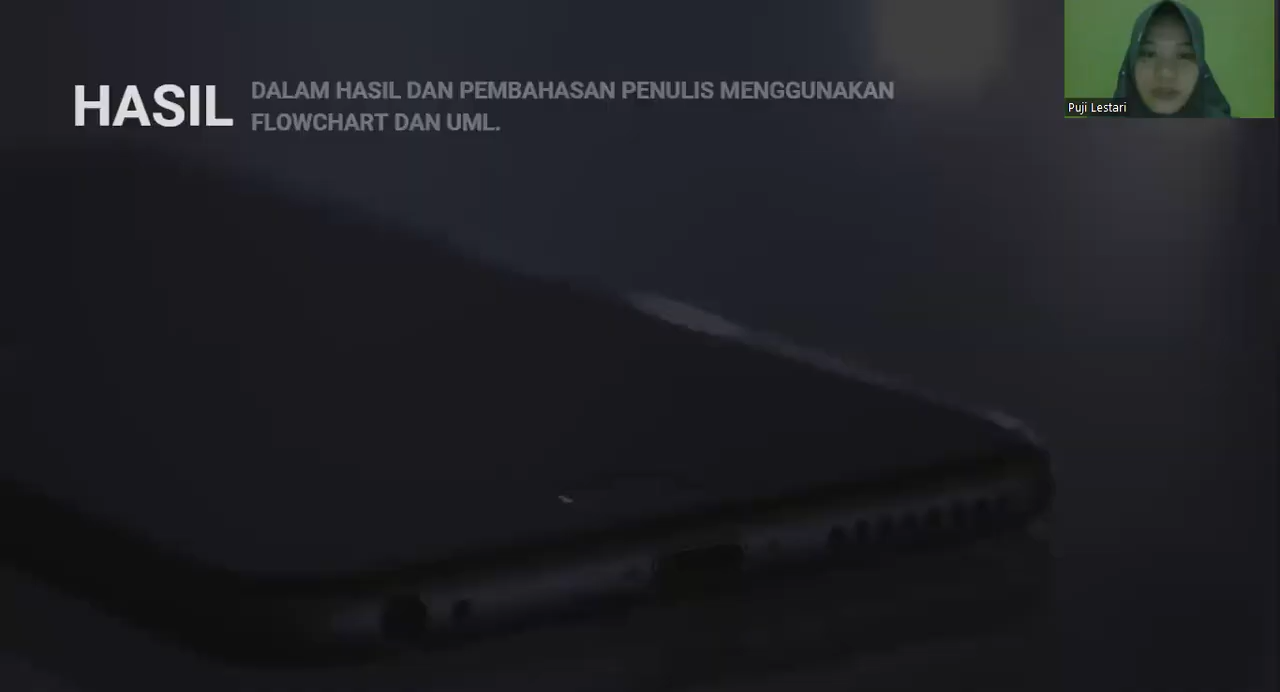 HASIL
DALAM HASIL DAN PEMBAHASAN PENULIS MENGGUNAKAN
FLOWCHART DAN UML.
Puji Lestari